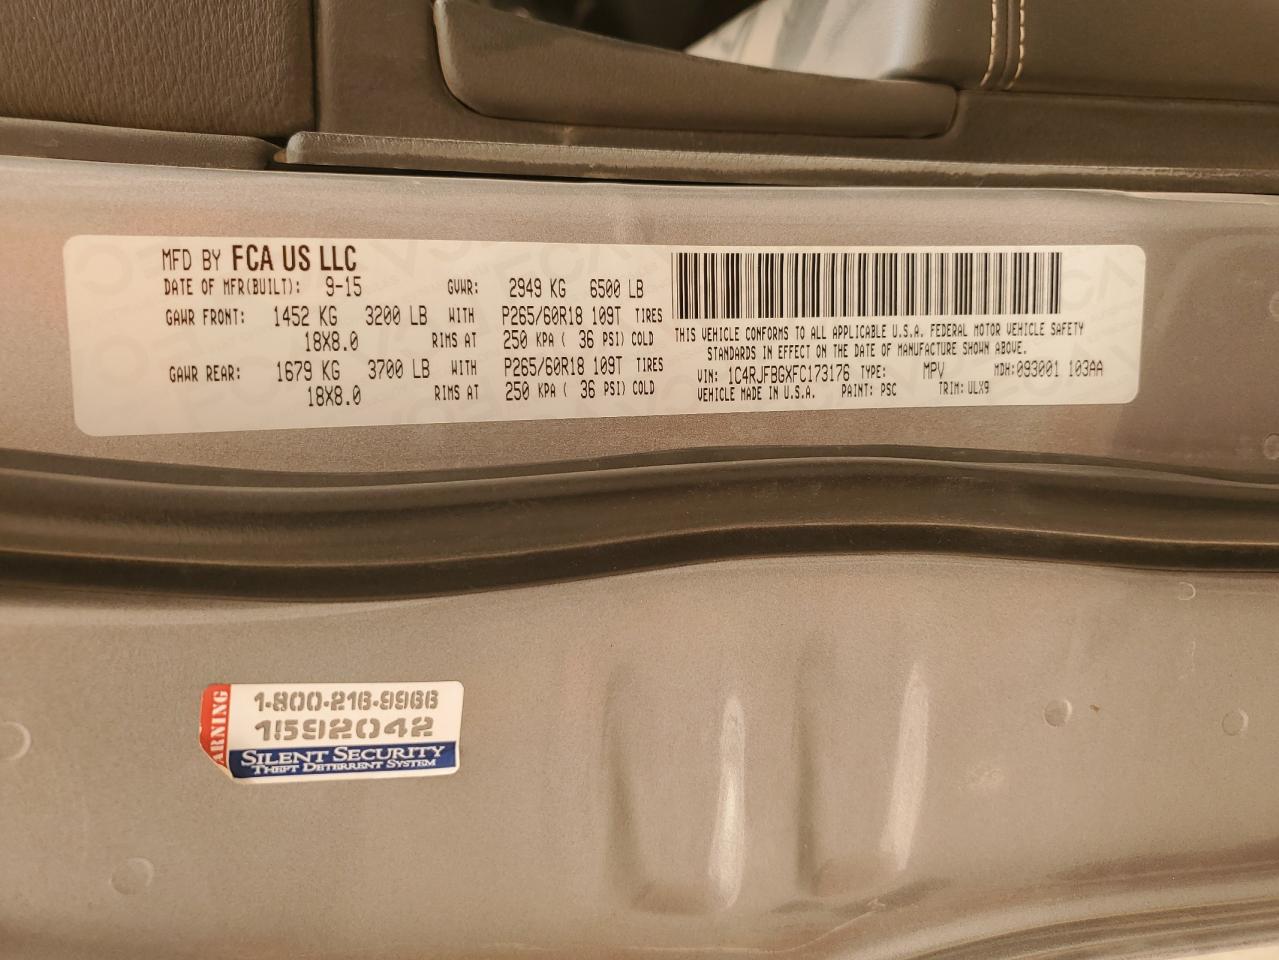 MFD BY FCA US LLC
DATE OF MFR(BUILT): 9-15 GVWR: 2949 KG 6500 LB
GAWR FRONT: 1452 KG 3200 LB WITH P265/60R18 109T TIRES
18X8.0 RIMS AT 250 KPA ( 36 PSI) COLD
GAWR REAR: 1679 KG 3700 LB WITH P265/60R18 109T TIRES
18X8.0 RIMS AT 250 KPA ( 36 PSI) COLD
THIS VEHICLE CONFORMS TO ALL APPLICABLE U.S.A. FEDERAL MOTOR VEHICLE SAFETY
STANDARDS IN EFFECT ON THE DATE OF MANUFACTURE SHOWN ABOVE.
VIN: 1C4RJFBGXFC173176 TYPE: MPV MDH:093001 103AA
VEHICLE MADE IN U.S.A. PAINT: PSC TRIM: ULX9
ARNING
1-800-216-9966
1592042
SILENT SECURITY
THEFT DETERRENT SYSTEM